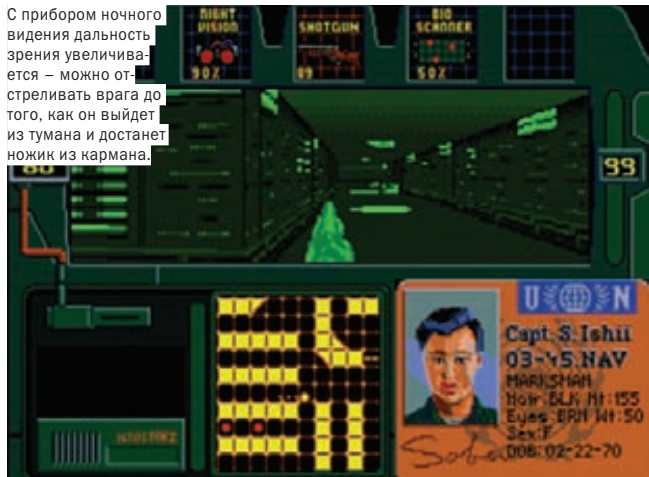 С прибором ночного
видения дальность
зрения увеличива-
ется – можно от-
стреливать врага до
того, как он выйдет
из тумана и достанет
ножик из кармана.
NIGHT
VISION
90%
SHOTGUN
09
BIO
SCANNER
50%
99
U N
Capt. S. Ishii
03-45.NAV
MARKSMAN
Hair:BLK Ht:155
Eyes:BRN Wt:50
Sex:F
DOB:02-22-70